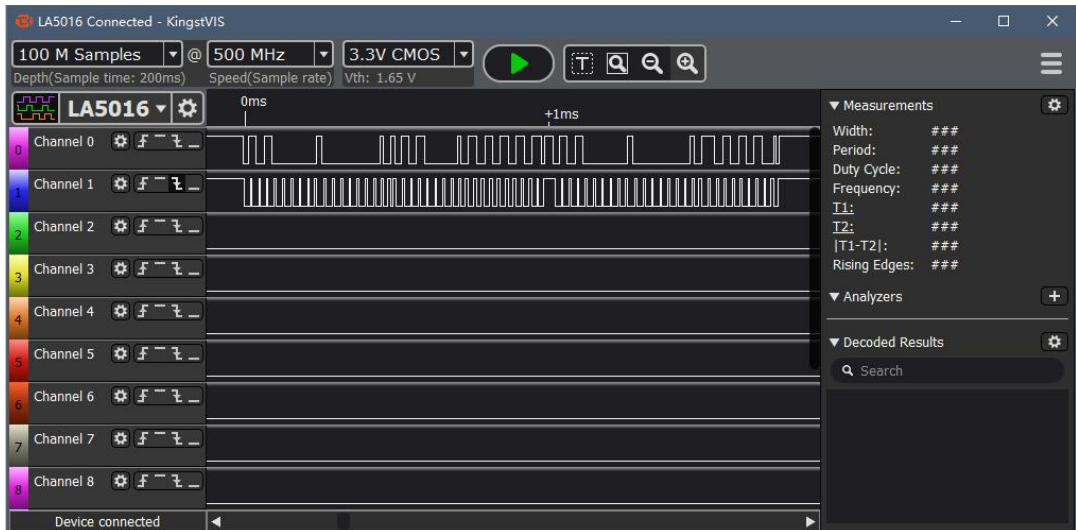 LA5016 Connected - KingstVIS
100 M Samples @ 500 MHz 3.3V CMOS
Depth(Sample time: 200ms) Speed(Sample rate) Vth: 1.65 V
LA5016
0ms
+1ms
0 Channel 0
1 Channel 1
2 Channel 2
3 Channel 3
4 Channel 4
5 Channel 5
6 Channel 6
7 Channel 7
8 Channel 8
Device connected
Measurements
Width: ###
Period: ###
Duty Cycle: ###
Frequency: ###
T1: ###
T2: ###
|T1-T2|: ###
Rising Edges: ###
Analyzers
Decoded Results
Search